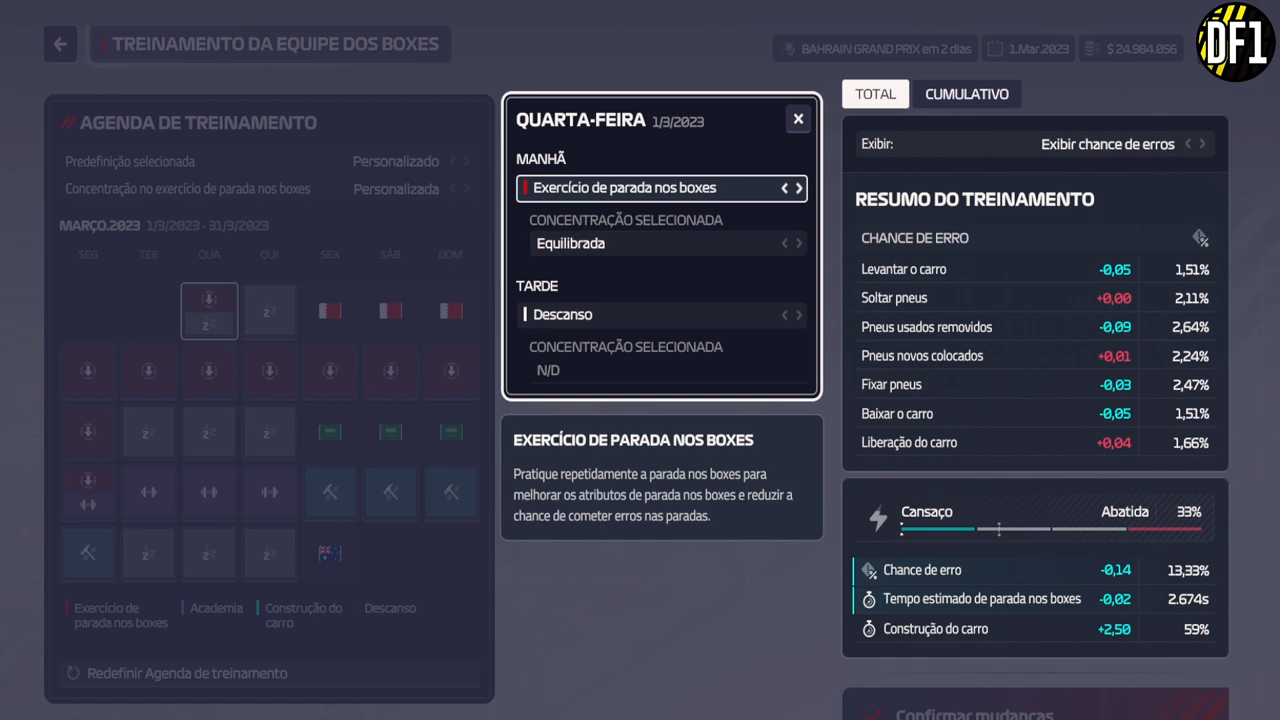 TREINAMENTO DA EQUIPE DOS BOXES
BAHRAIN GRAND PRIX em 2 dias
1.Mar.2023
$ 24.984.056
DF1
AGENDA DE TREINAMENTO
Predefinição selecionada
Personalizado
Concentração no exercício de parada nos boxes
Personalizada
MARÇO.2023 1/3/2023 - 31/3/2023
SEG TER QUA QUI SEX SÁB DOM
Exercício de parada nos boxes
Academia
Construção do carro
Descanso
Redefinir Agenda de treinamento
QUARTA-FEIRA 1/3/2023
MANHÃ
Exercício de parada nos boxes
CONCENTRAÇÃO SELECIONADA
Equilibrada
TARDE
Descanso
CONCENTRAÇÃO SELECIONADA
N/D
EXERCÍCIO DE PARADA NOS BOXES
Pratique repetidamente a parada nos boxes para
melhorar os atributos de parada nos boxes e reduzir a
chance de cometer erros nas paradas.
TOTAL
CUMULATIVO
Exibir:
Exibir chance de erros
RESUMO DO TREINAMENTO
CHANCE DE ERRO
Levantar o carro -0,05 1,51%
Soltar pneus +0,00 2,11%
Pneus usados removidos -0,09 2,64%
Pneus novos colocados +0,01 2,24%
Fixar pneus -0,03 2,47%
Baixar o carro -0,05 1,51%
Liberação do carro +0,04 1,66%
Cansaço Abatida 33%
Chance de erro -0,14 13,33%
Tempo estimado de parada nos boxes -0,02 2.674s
Construção do carro +2,50 59%
Confirmar mudanças